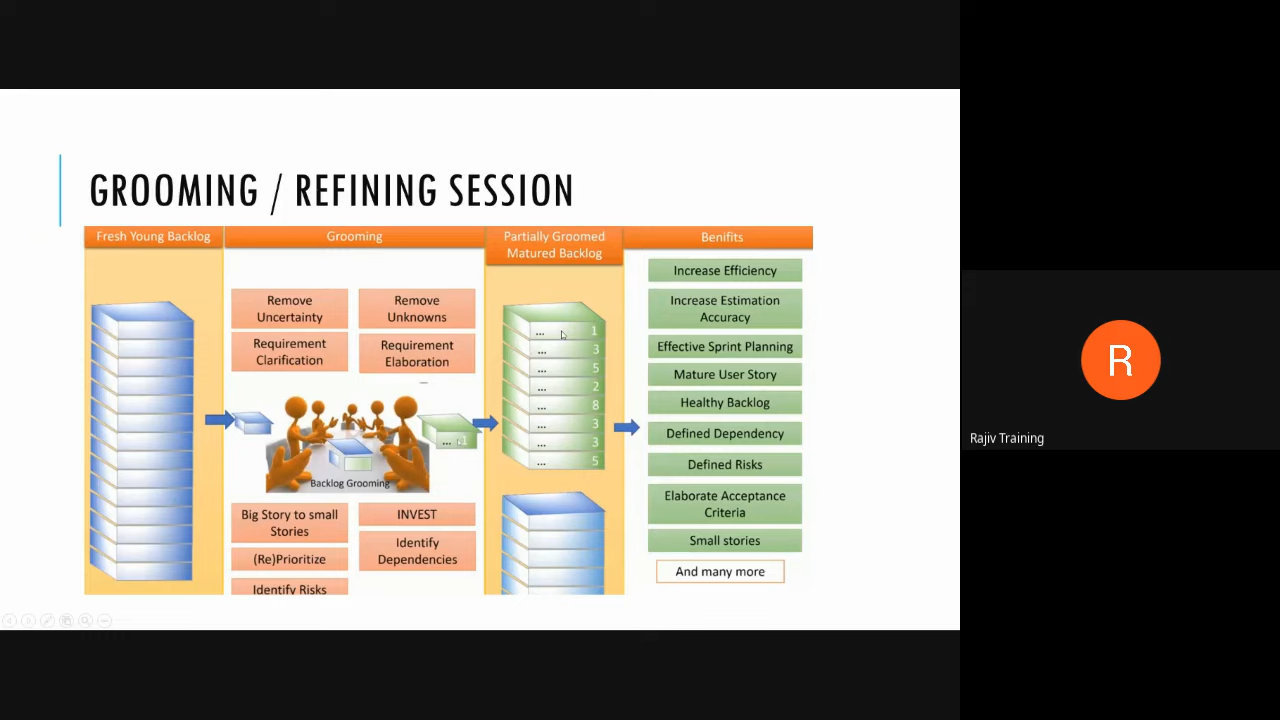 GROOMING / REFINING SESSION
Fresh Young Backlog
Grooming
Partially Groomed
Matured Backlog
Benifits
Remove
Uncertainty
Remove
Unknowns
Requirement
Clarification
Requirement
Elaboration
... 1
Backlog Grooming
Big Story to small
Stories
INVEST
(Re)Prioritize
Identify
Dependencies
Identify Risks
... 1
... 3
... 5
... 2
... 8
... 3
... 3
... 5
Increase Efficiency
Increase Estimation
Accuracy
Effective Sprint Planning
Mature User Story
Healthy Backlog
Defined Dependency
Defined Risks
Elaborate Acceptance
Criteria
Small stories
And many more
R
Rajiv Training